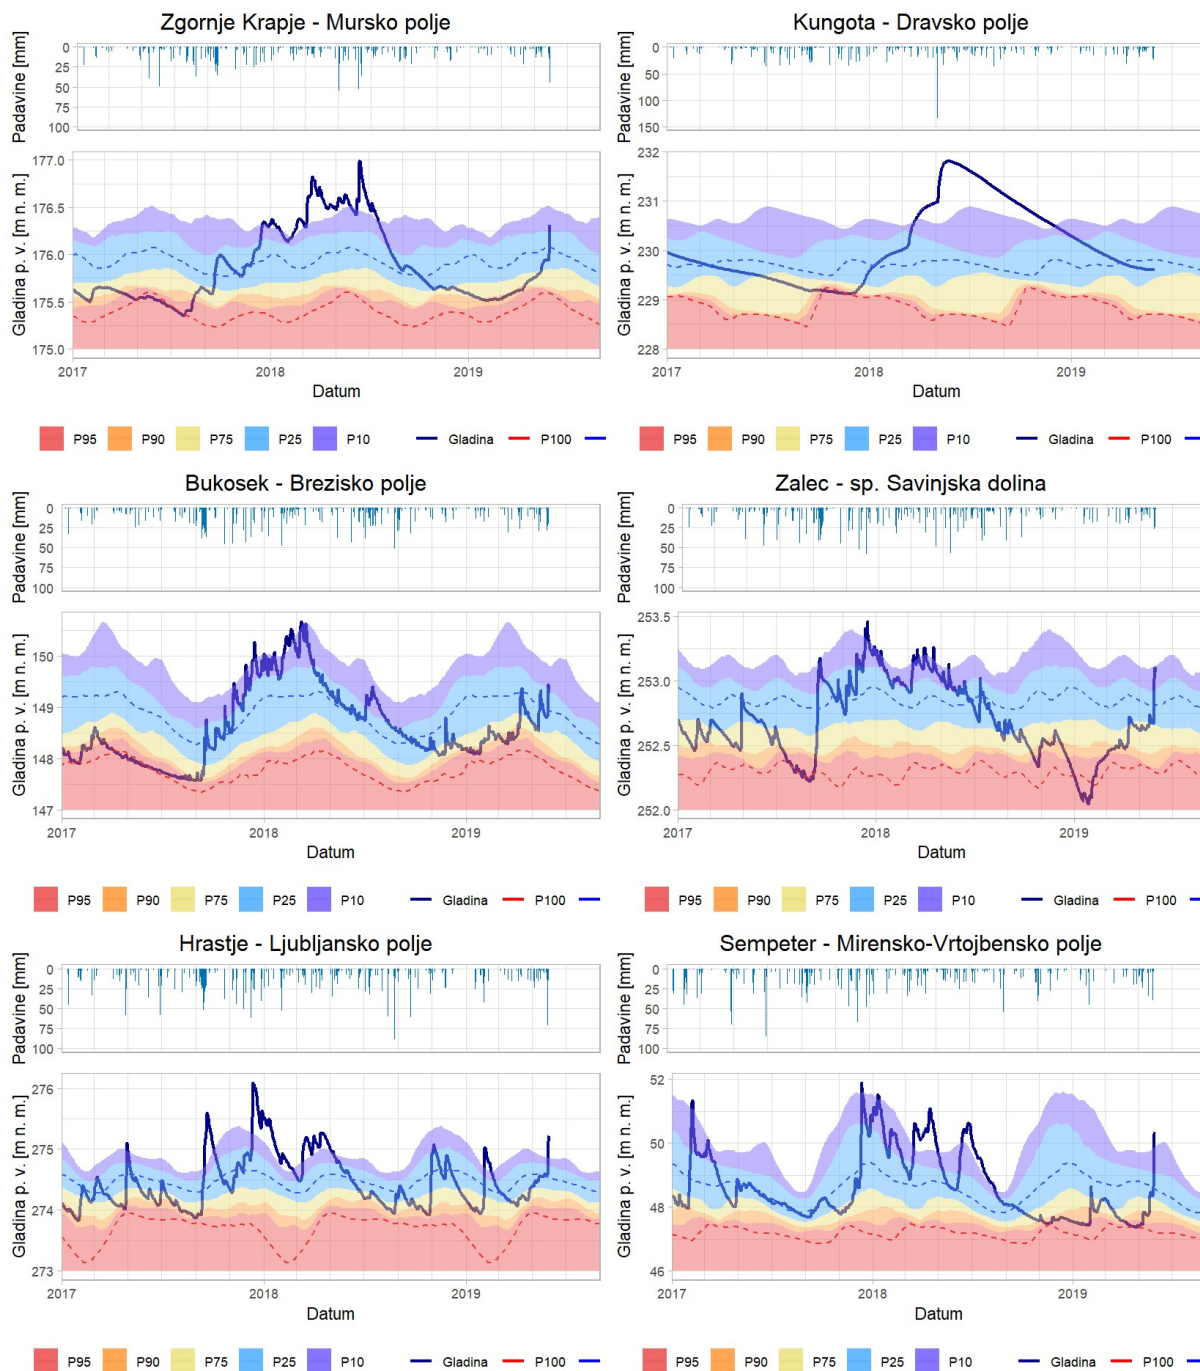 Zgornje Krapje - Mursko polje
Padavine [mm]
0
25
50
75
100
Gladina p. v. [m n. m.]
177.0
176.5
176.0
175.5
175.0
2017
2018
2019
Datum
P95
P90
P75
P25
P10
Gladina
P100
Kungota - Dravsko polje
Padavine [mm]
0
50
100
150
Gladina p. v. [m n. m.]
232
231
230
229
228
2017
2018
2019
Datum
P95
P90
P75
P25
P10
Gladina
P100
Bukosek - Brezisko polje
Padavine [mm]
0
25
50
75
100
Gladina p. v. [m n. m.]
150
149
148
147
2017
2018
2019
Datum
P95
P90
P75
P25
P10
Gladina
P100
Zalec - sp. Savinjska dolina
Padavine [mm]
0
25
50
75
100
Gladina p. v. [m n. m.]
253.5
253.0
252.5
252.0
2017
2018
2019
Datum
P95
P90
P75
P25
P10
Gladina
P100
Hrastje - Ljubljansko polje
Padavine [mm]
0
25
50
75
100
Gladina p. v. [m n. m.]
276
275
274
273
2017
2018
2019
Datum
P95
P90
P75
P25
P10
Gladina
P100
Sempeter - Mirensko-Vrtojbensko polje
Padavine [mm]
0
25
50
75
100
Gladina p. v. [m n. m.]
52
50
48
46
2017
2018
2019
Datum
P95
P90
P75
P25
P10
Gladina
P100